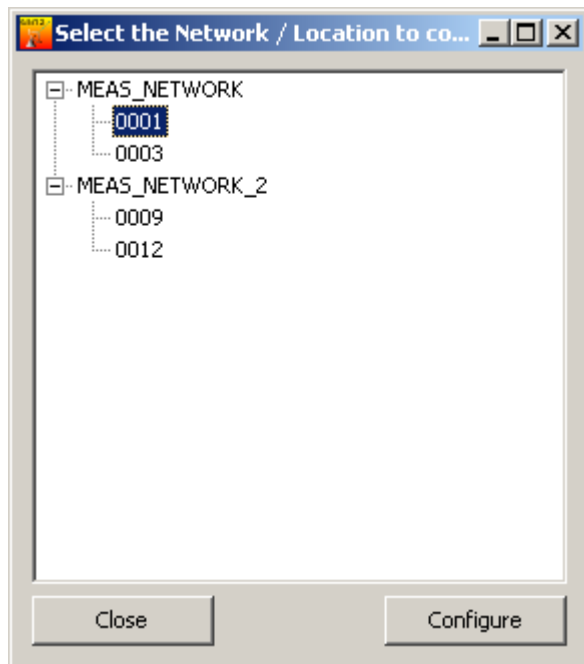 Select the Network / Location to co...
MEAS_NETWORK
0001
0003
MEAS_NETWORK_2
0009
0012
Close
Configure